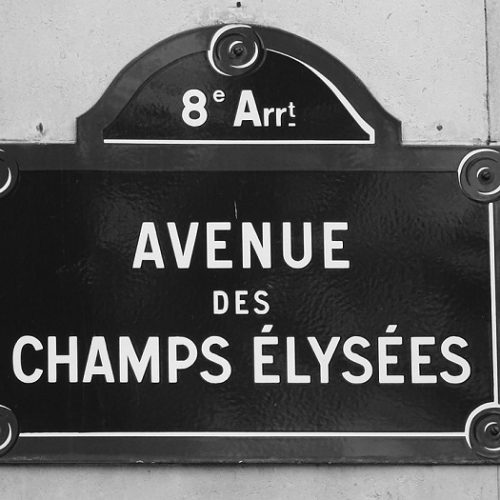 8e Arrt
AVENUE
DES
CHAMPS ÉLYSÉES